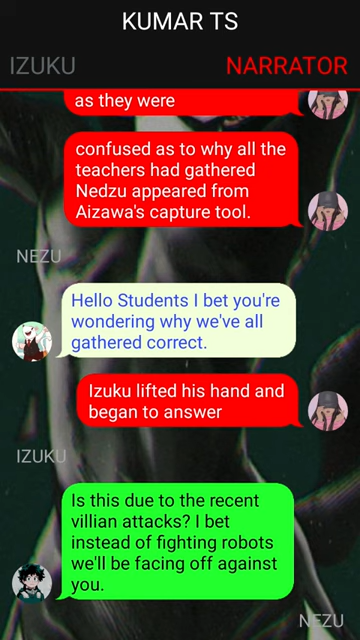 KUMAR TS
IZUKU
NARRATOR
as they were
confused as to why all the
teachers had gathered
Nedzu appeared from
Aizawa's capture tool.
NEZU
Hello Students I bet you're
wondering why we've all
gathered correct.
Izuku lifted his hand and
began to answer
IZUKU
Is this due to the recent
villian attacks? I bet
instead of fighting robots
we'll be facing off against
you.
NEZU